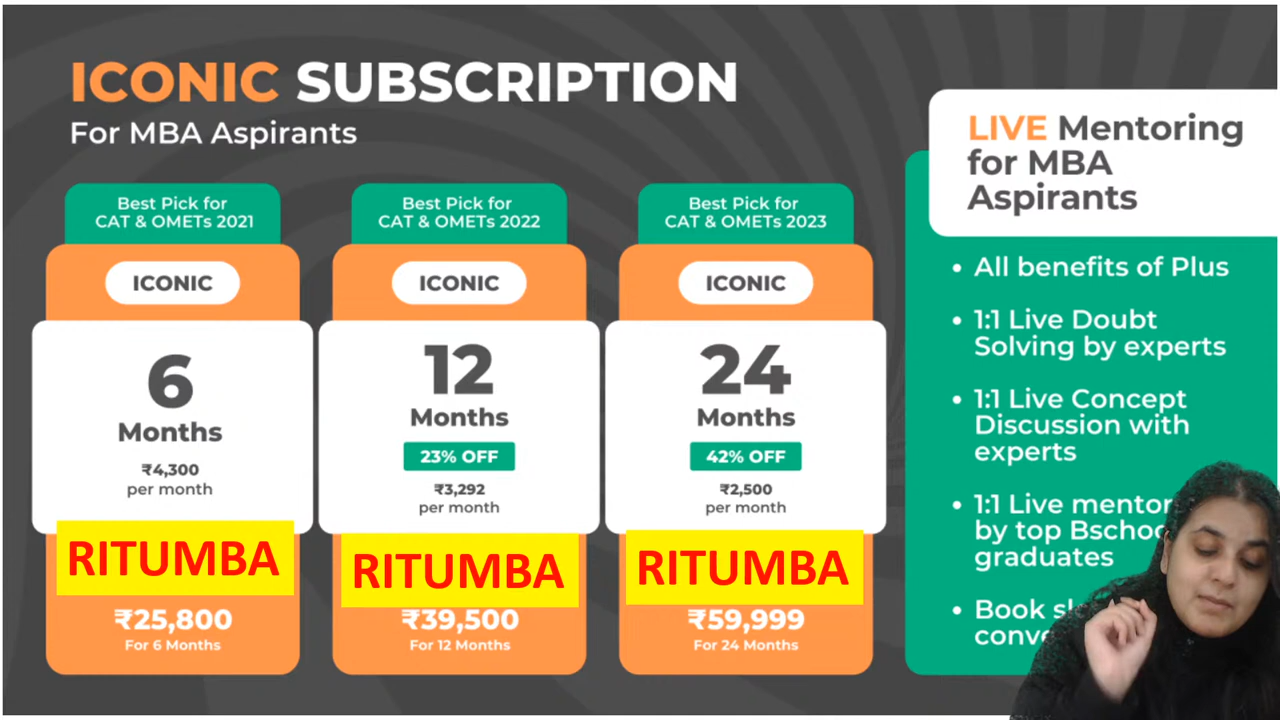 ICONIC SUBSCRIPTION
For MBA Aspirants
Best Pick for
CAT & OMETs 2021
ICONIC
6
Months
₹4,300
per month
RITUMBA
₹25,800
For 6 Months
Best Pick for
CAT & OMETs 2022
ICONIC
12
Months
23% OFF
₹3,292
per month
RITUMBA
₹39,500
For 12 Months
Best Pick for
CAT & OMETs 2023
ICONIC
24
Months
42% OFF
₹2,500
per month
RITUMBA
₹59,999
For 24 Months
LIVE Mentoring
for MBA
Aspirants
• All benefits of Plus
• 1:1 Live Doubt
Solving by experts
• 1:1 Live Concept
Discussion with
experts
• 1:1 Live
by top
graduates
• Book